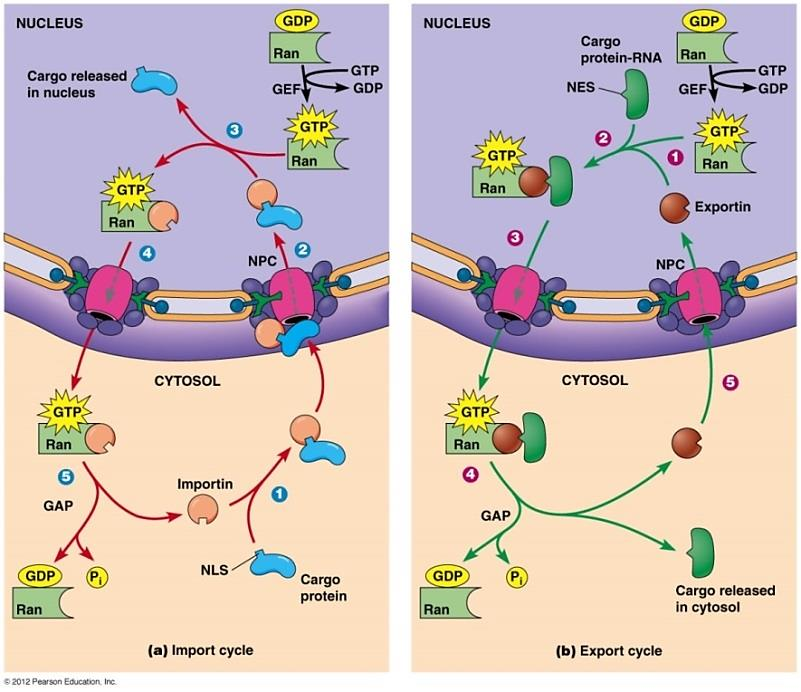 NUCLEUS
GDP
Ran
GEF
GTP
GDP
Cargo released
in nucleus
3
GTP
Ran
GTP
Ran
4
2
NPC
CYTOSOL
GTP
Ran
5
GAP
Importin
1
NLS
Cargo
protein
GDP
Pi
Ran
(a) Import cycle
NUCLEUS
GDP
Ran
Cargo
protein-RNA
NES
GEF
GTP
GDP
2
GTP
Ran
1
GTP
Ran
Exportin
3
NPC
CYTOSOL
5
GTP
Ran
4
GAP
GDP
Pi
Ran
Cargo released
in cytosol
(b) Export cycle
© 2012 Pearson Education, Inc.